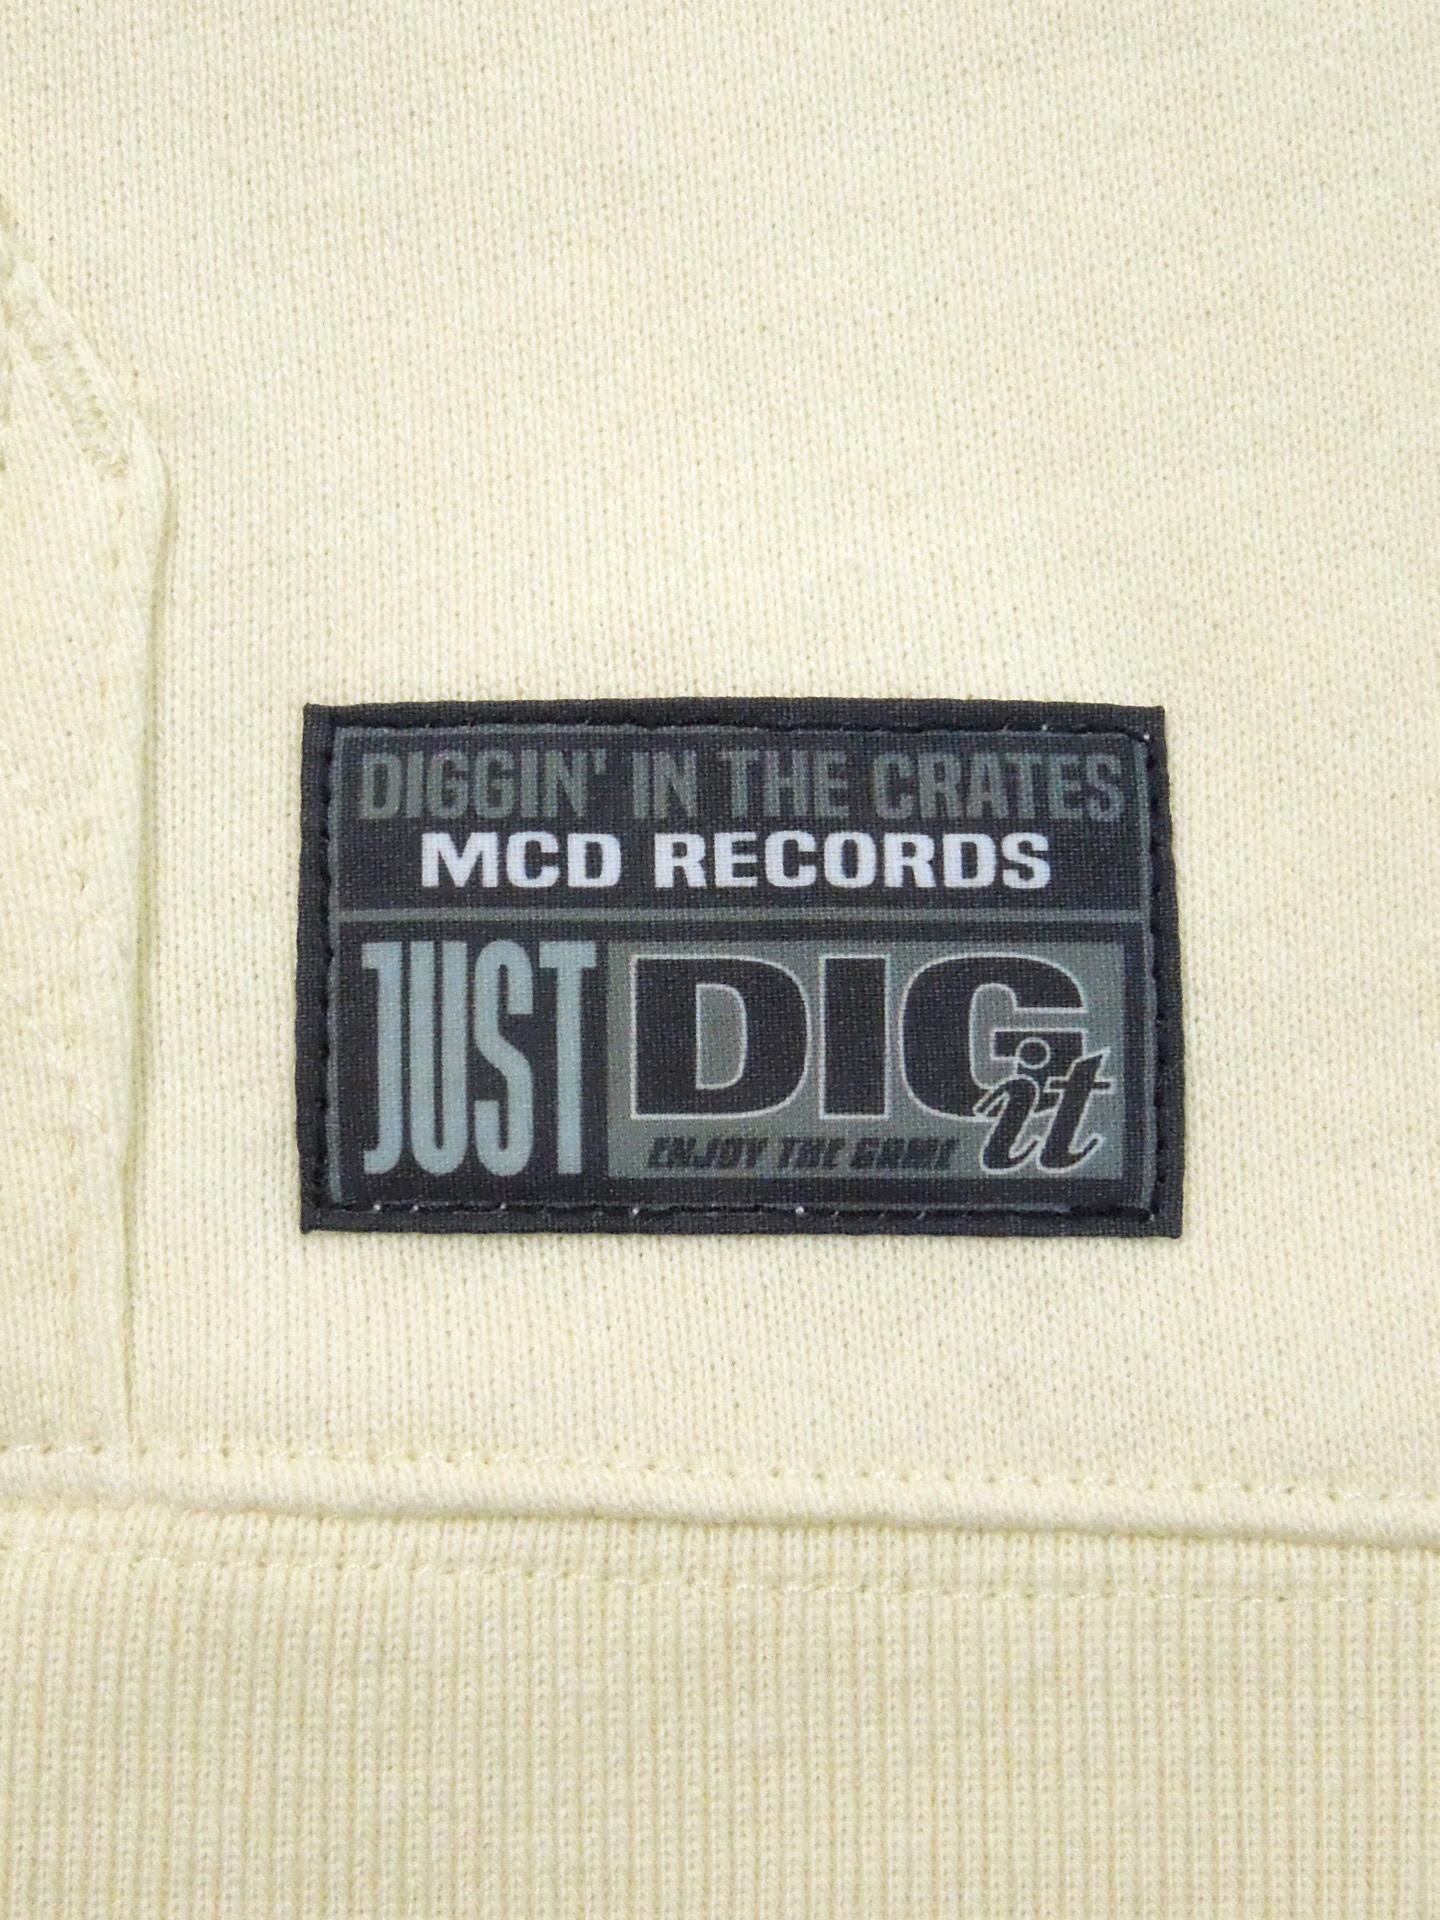 DIGGIN' IN THE CRATES
MCD RECORDS
JUST DIG it
ENJOY THE GAME